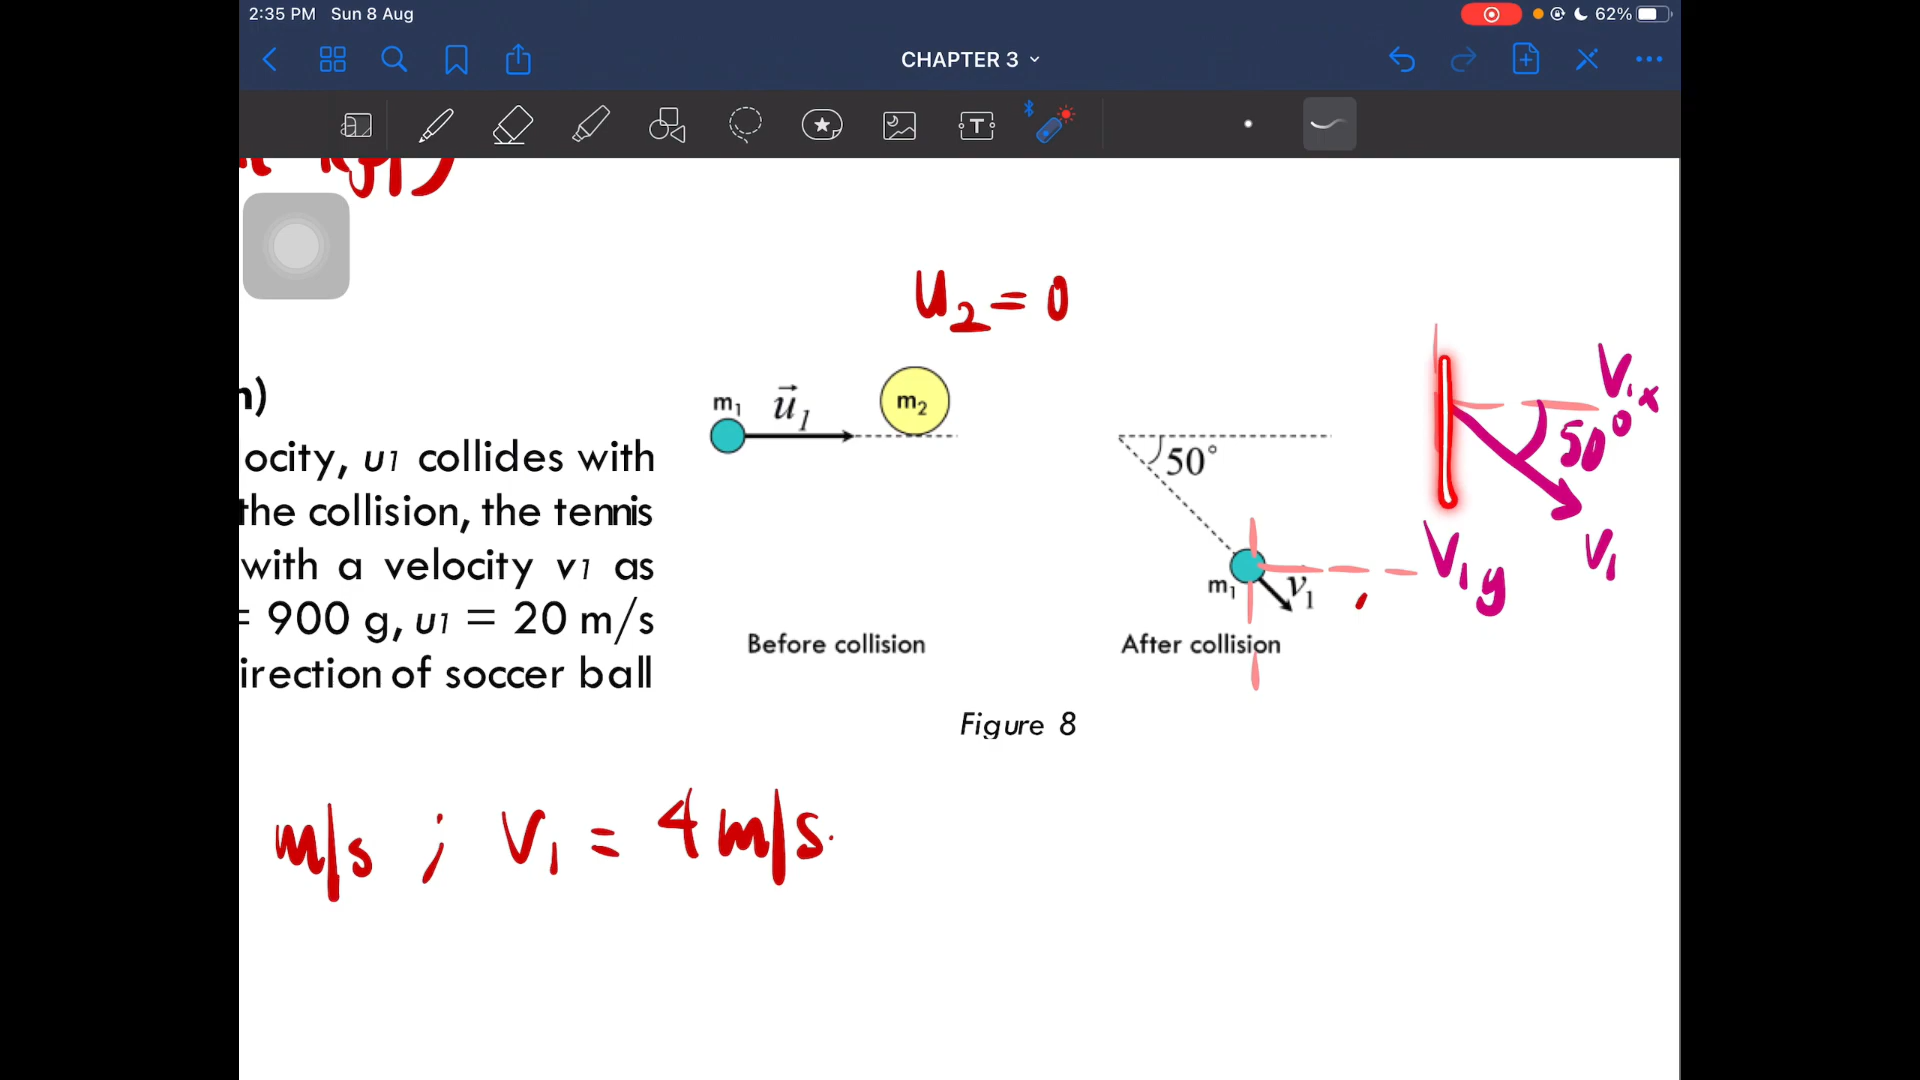 2:35 PM Sun 8 Aug
62%
CHAPTER 3
u₂ = 0
m₁ u⃗₁ m₂
ocity, u1 collides with
the collision, the tennis
with a velocity v1 as
= 900 g, u1 = 20 m/s
irection of soccer ball
50°
m₁ v₁
V₁x
50°
V₁
V₁y
Before collision
After collision
Figure 8
m/s ; V₁ = 4 m/s.